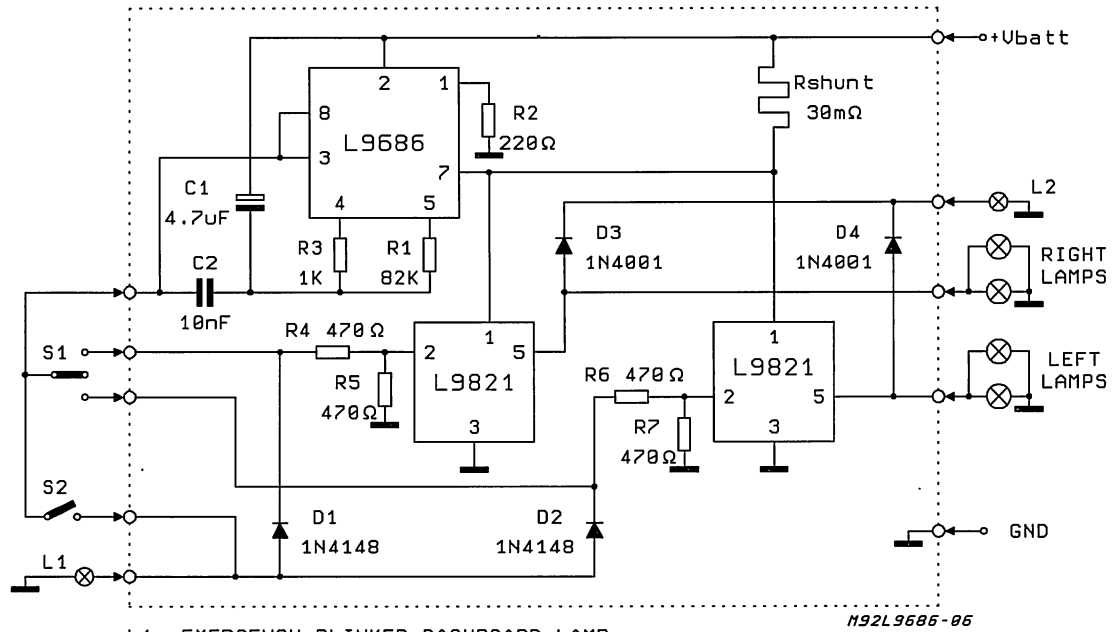 +Vbatt
2
1
R2
220Ω
Rshunt
30mΩ
8
3
L9686
7
C1
4.7uF
4
5
L2
R3
1K
R1
82K
D3
1N4001
D4
1N4001
RIGHT
LAMPS
C2
10nF
S1
R4 470Ω
2
1
5
L9821
3
R5
470Ω
R6 470Ω
1
L9821
2
5
3
R7
470Ω
LEFT
LAMPS
S2
D1
1N4148
D2
1N4148
GND
L1
M92L9686-06